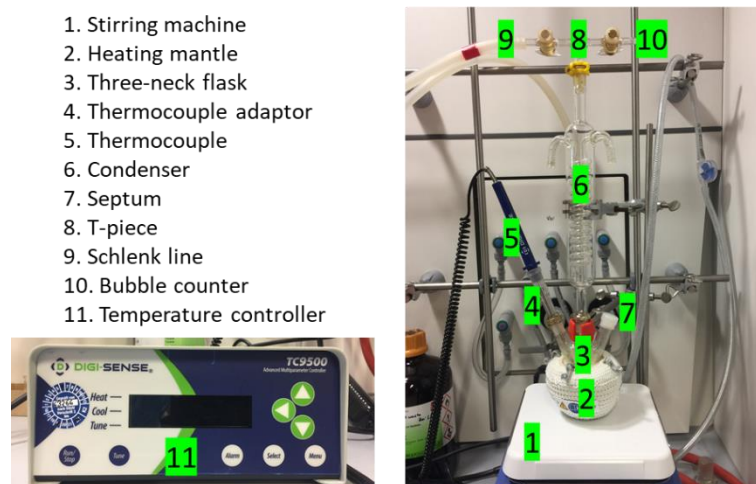 1. Stirring machine
2. Heating mantle
3. Three-neck flask
4. Thermocouple adaptor
5. Thermocouple
6. Condenser
7. Septum
8. T-piece
9. Schlenk line
10. Bubble counter
11. Temperature controller
9
8
10
6
5
4
7
3
2
1
DIGI-SENSE®
TC9500
Advanced Multiparameter Controller
Heat
Cool
Tune
Run/
Stop
Tune
11
Alarm
Select
Menu